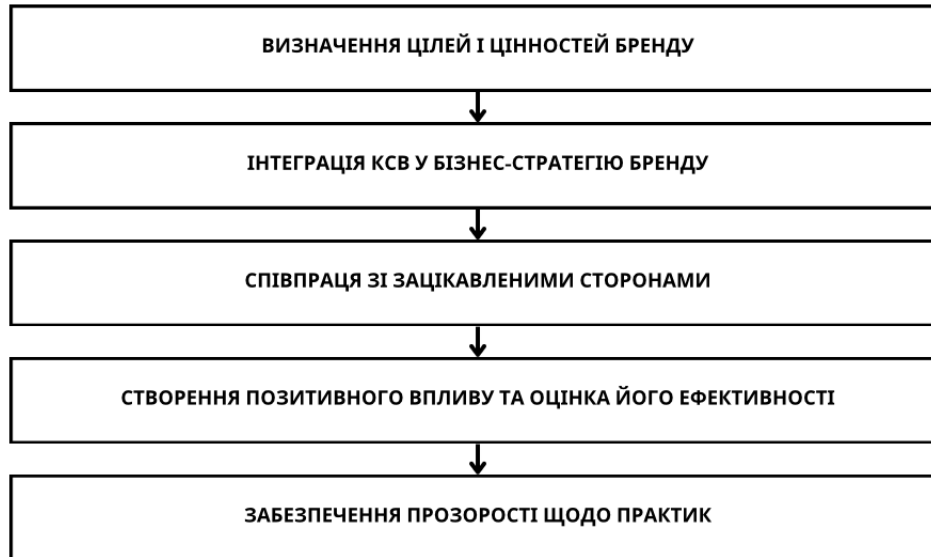 ВИЗНАЧЕННЯ ЦІЛЕЙ І ЦІННОСТЕЙ БРЕНДУ
ІНТЕГРАЦІЯ КСВ У БІЗНЕС-СТРАТЕГІЮ БРЕНДУ
СПІВПРАЦЯ ЗІ ЗАЦІКАВЛЕНИМИ СТОРОНАМИ
СТВОРЕННЯ ПОЗИТИВНОГО ВПЛИВУ ТА ОЦІНКА ЙОГО ЕФЕКТИВНОСТІ
ЗАБЕЗПЕЧЕННЯ ПРОЗОРОСТІ ЩОДО ПРАКТИК